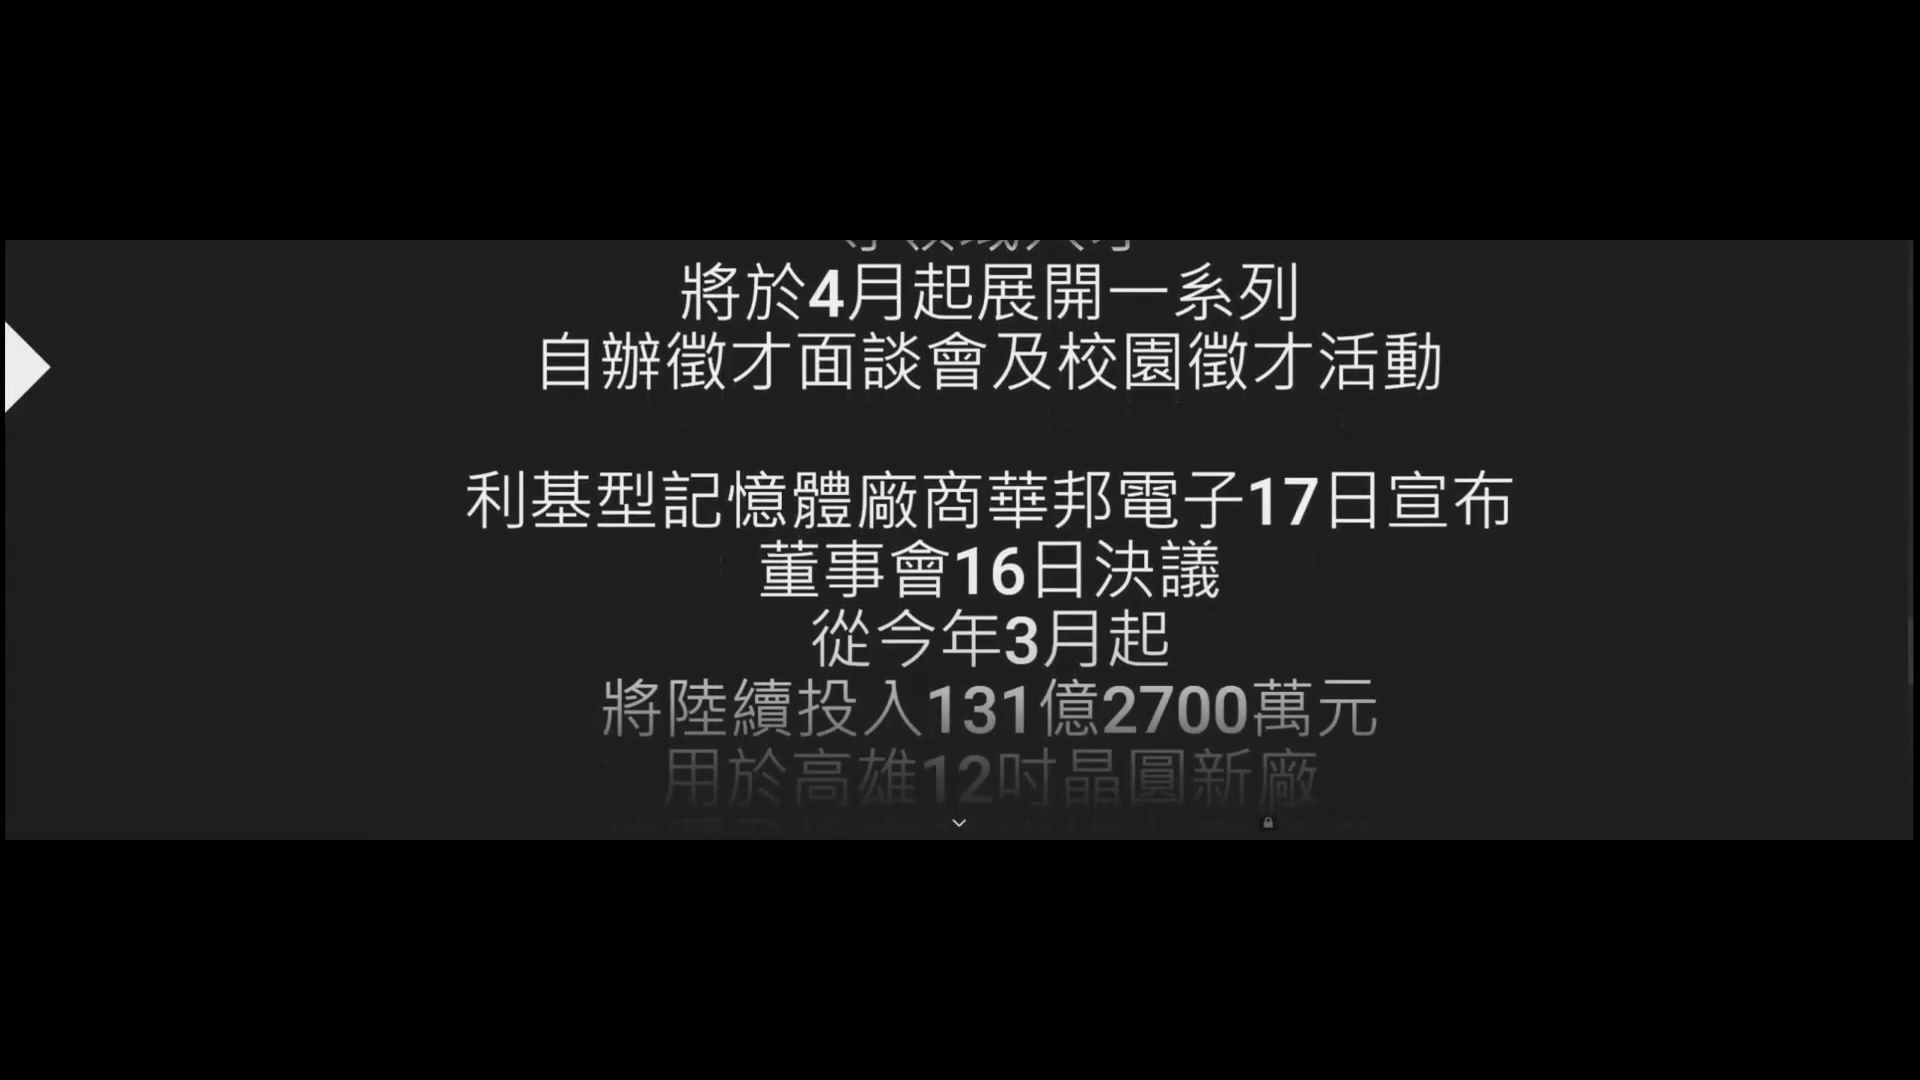 將於4月起展開一系列
自辦徵才面談會及校園徵才活動
利基型記憶體廠商華邦電子17日宣布
董事會16日決議
從今年3月起
將陸續投入131億2700萬元
用於高雄12吋晶圓新廠